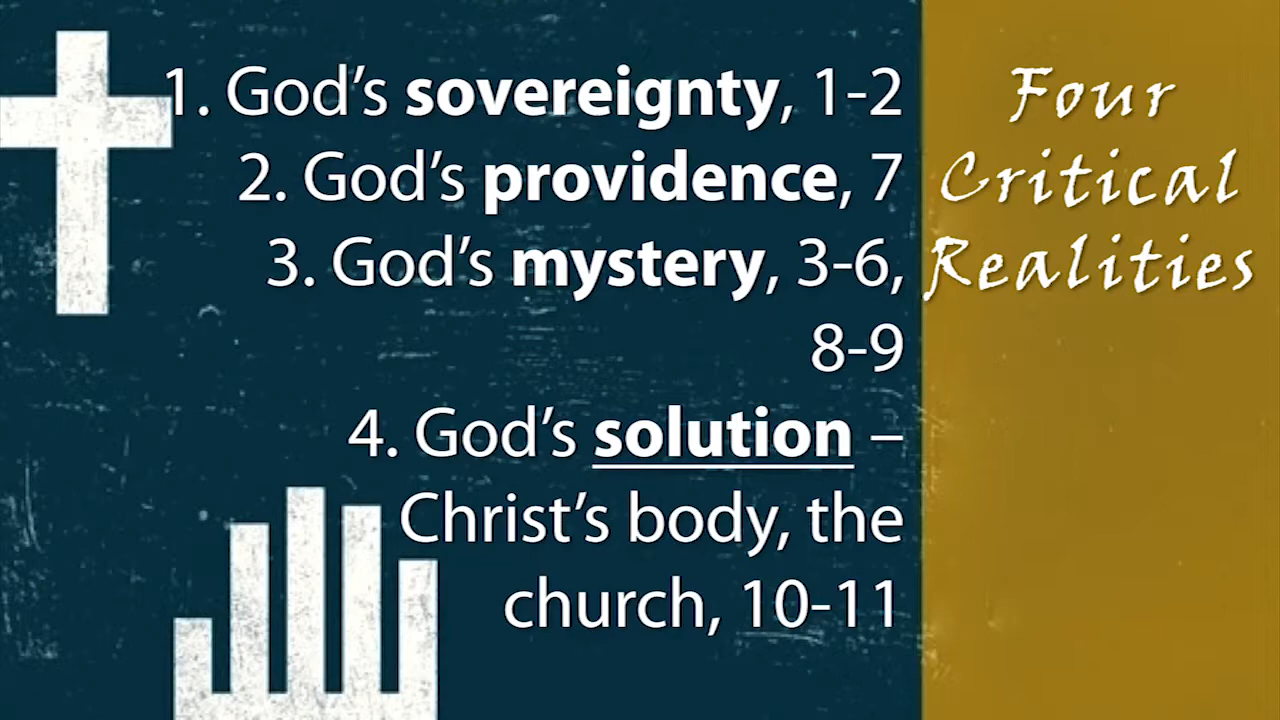 1. God’s sovereignty, 1-2
2. God’s providence, 7
3. God’s mystery, 3-6,
8-9
4. God’s solution –
Christ’s body, the
church, 10-11
Four
Critical
Realities